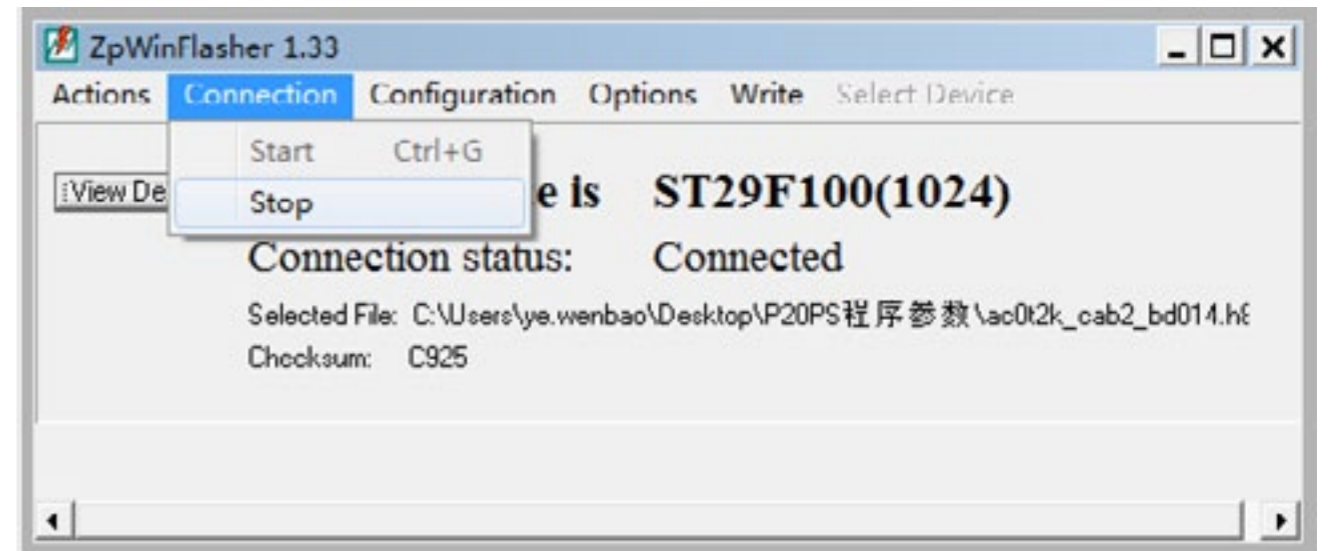 ZpWinFlasher 1.33
Actions Connection Configuration Options Write Select Device
Start Ctrl+G
View De
Stop
e is ST29F100(1024)
Connection status: Connected
Selected File: C:\Users\ye.wenbao\Desktop\P20PS程序参数\ac0t2k_cab2_bd014.h
Checksum: C925